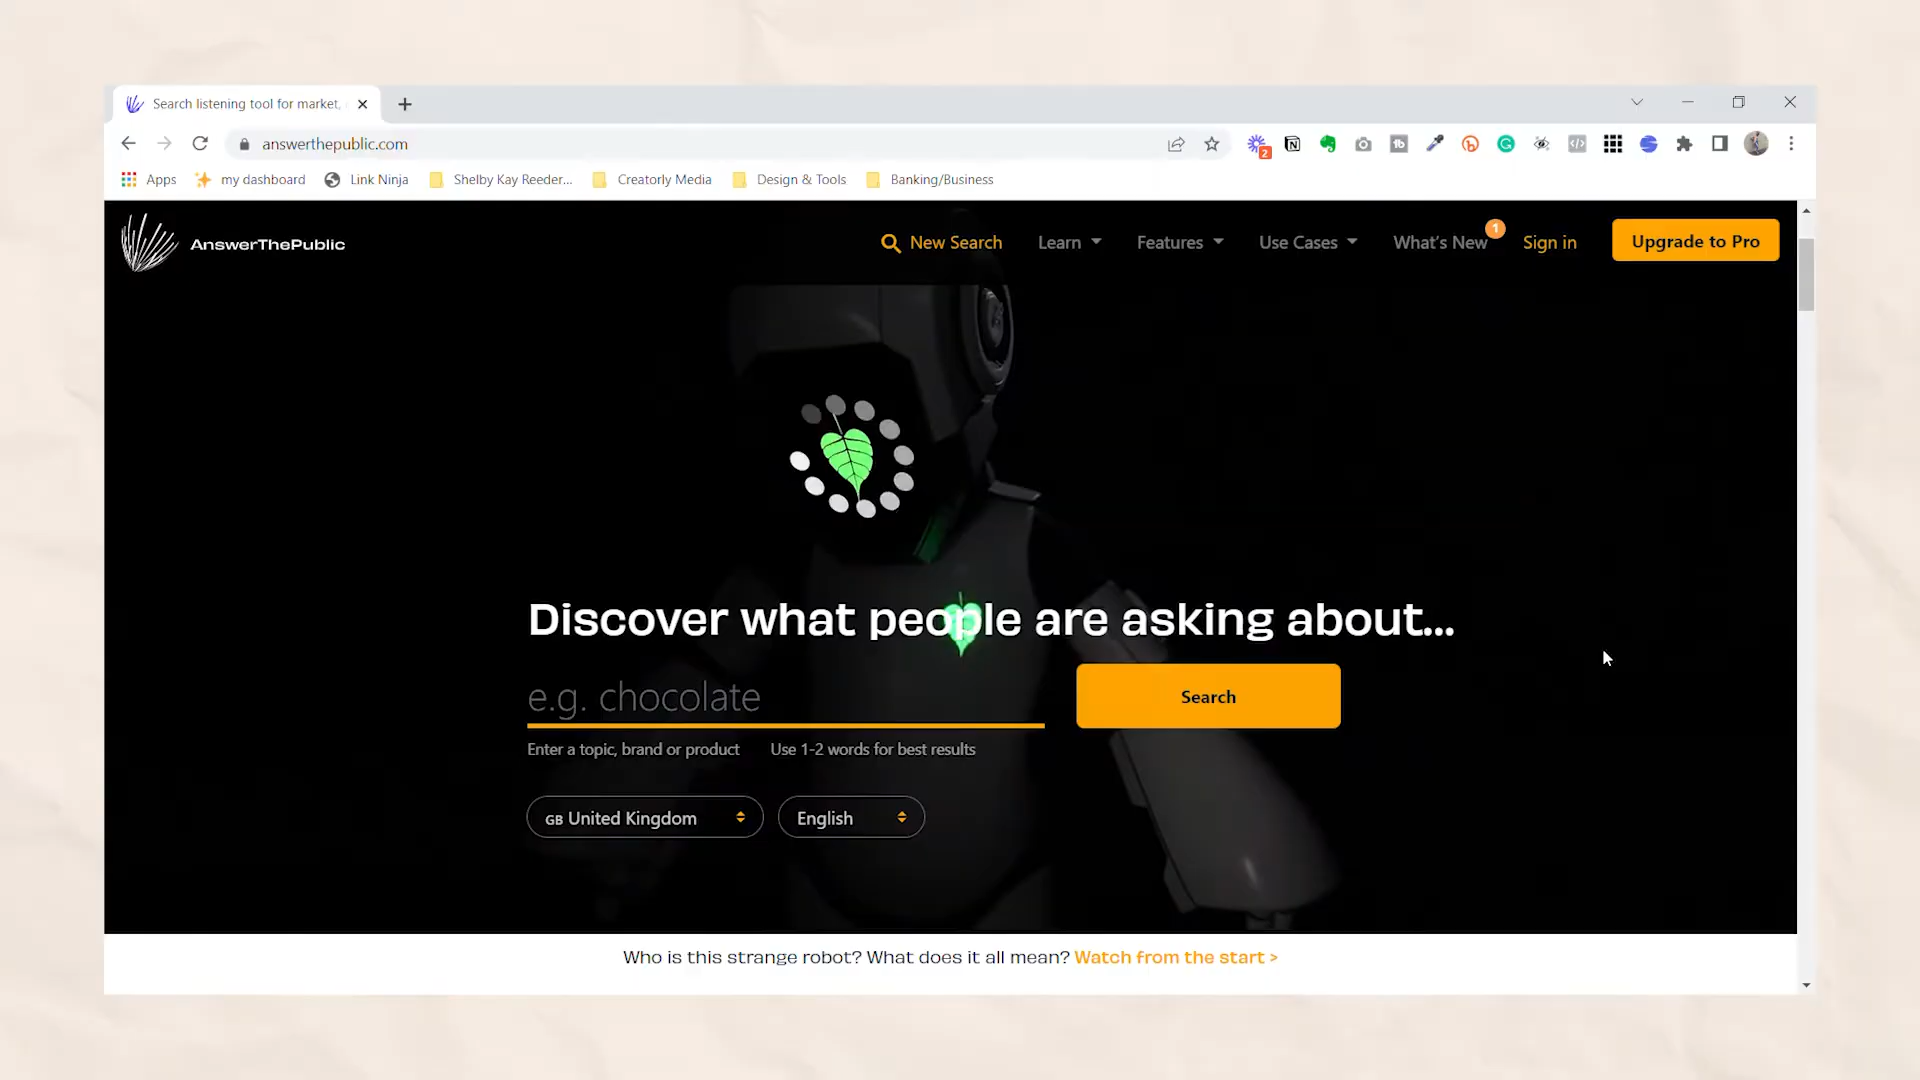 Search listening tool for market,
answerthepublic.com
2
Apps my dashboard Link Ninja Shelby Kay Reeder... Creatorly Media Design & Tools Banking/Business
AnswerThePublic New Search Learn Features Use Cases What's New 1 Sign in Upgrade to Pro
Discover what people are asking about...
e.g. chocolate Search
Enter a topic, brand or product Use 1-2 words for best results
GB United Kingdom English
Who is this strange robot? What does it all mean? Watch from the start >